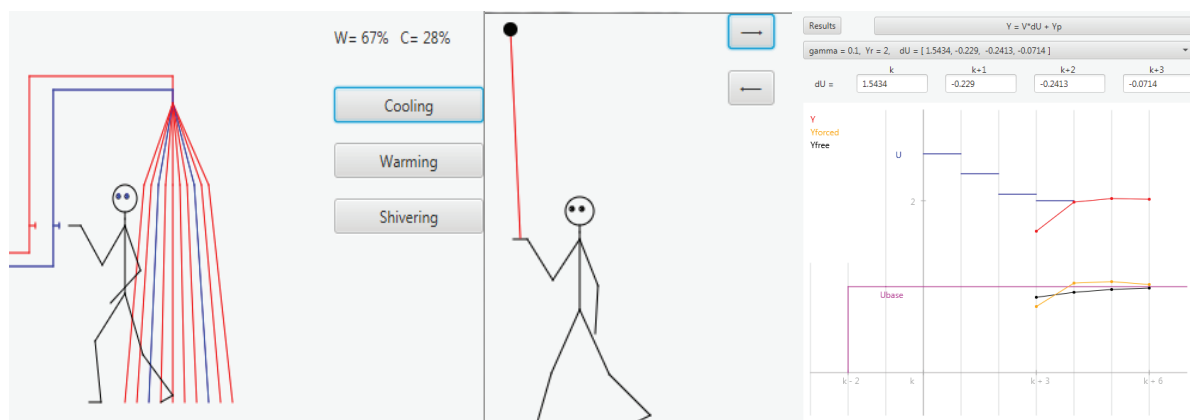 W= 67% C= 28%
Cooling
Warming
Shivering
→
←
Results
Y = V*dU + Yp
gamma = 0.1, Yr = 2, dU = [ 1.5434, -0.229, -0.2413, -0.0714 ]
k k+1 k+2 k+3
dU = 1.5434 -0.229 -0.2413 -0.0714
Y
Yforced
Yfree
U
2
Ubase
k - 2 k k + 3 k + 6